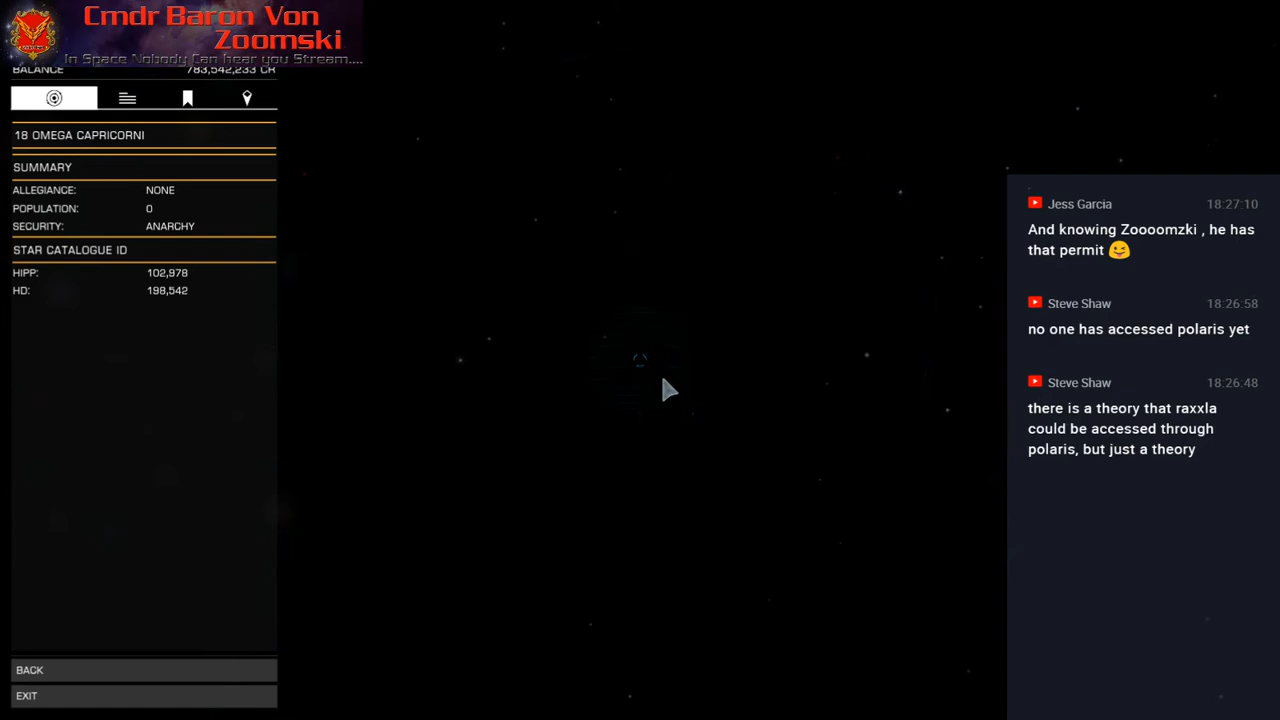 Cmdr Baron Von
Zoomski
In Space Nobody Can hear you Stream....
BALANCE 783,542,233 CR
18 OMEGA CAPRICORNI
SUMMARY
ALLEGIANCE: NONE
POPULATION: 0
SECURITY: ANARCHY
STAR CATALOGUE ID
HIPP: 102,978
HD: 198,542
BACK
EXIT
Jess Garcia 18:27:10
And knowing Zoooomzki , he has
that permit
Steve Shaw 18:26:58
no one has accessed polaris yet
Steve Shaw 18:26:48
there is a theory that raxxla
could be accessed through
polaris, but just a theory